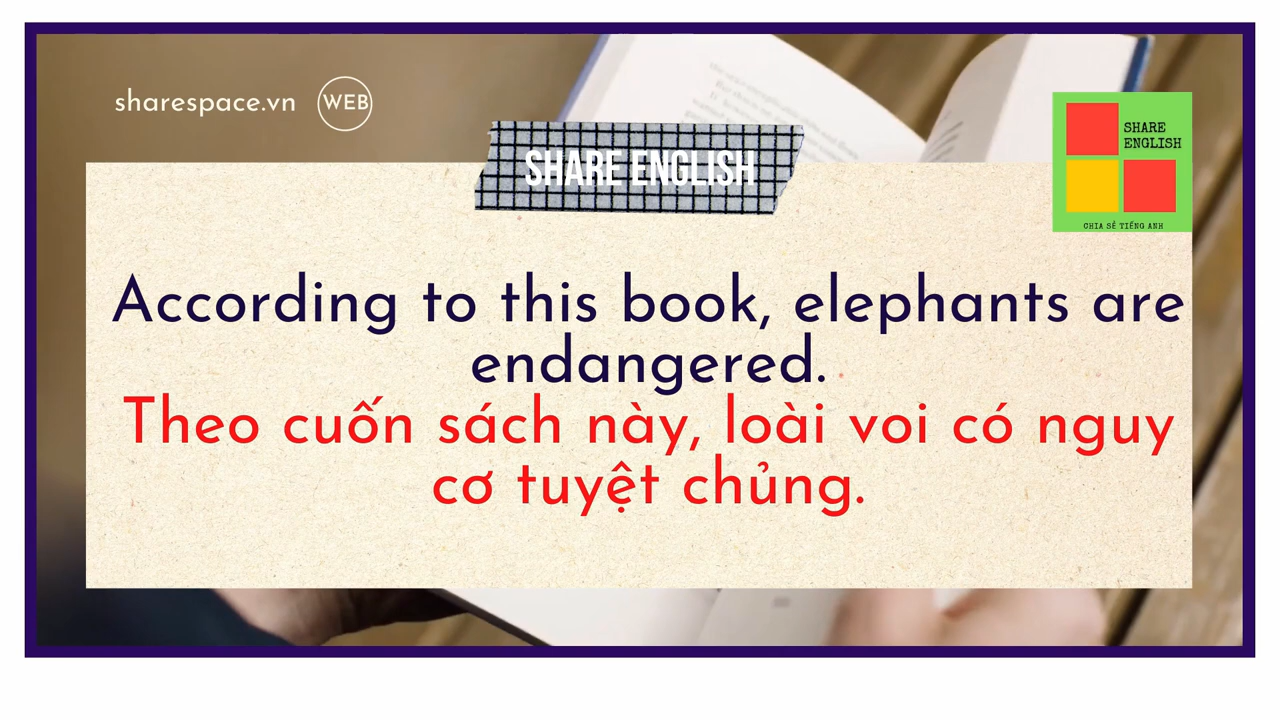 sharespace.vn WEB
SHARE ENGLISH
SHARE
ENGLISH
CHIA SẺ TIẾNG ANH
According to this book, elephants are
endangered.
Theo cuốn sách này, loài voi có nguy
cơ tuyệt chủng.